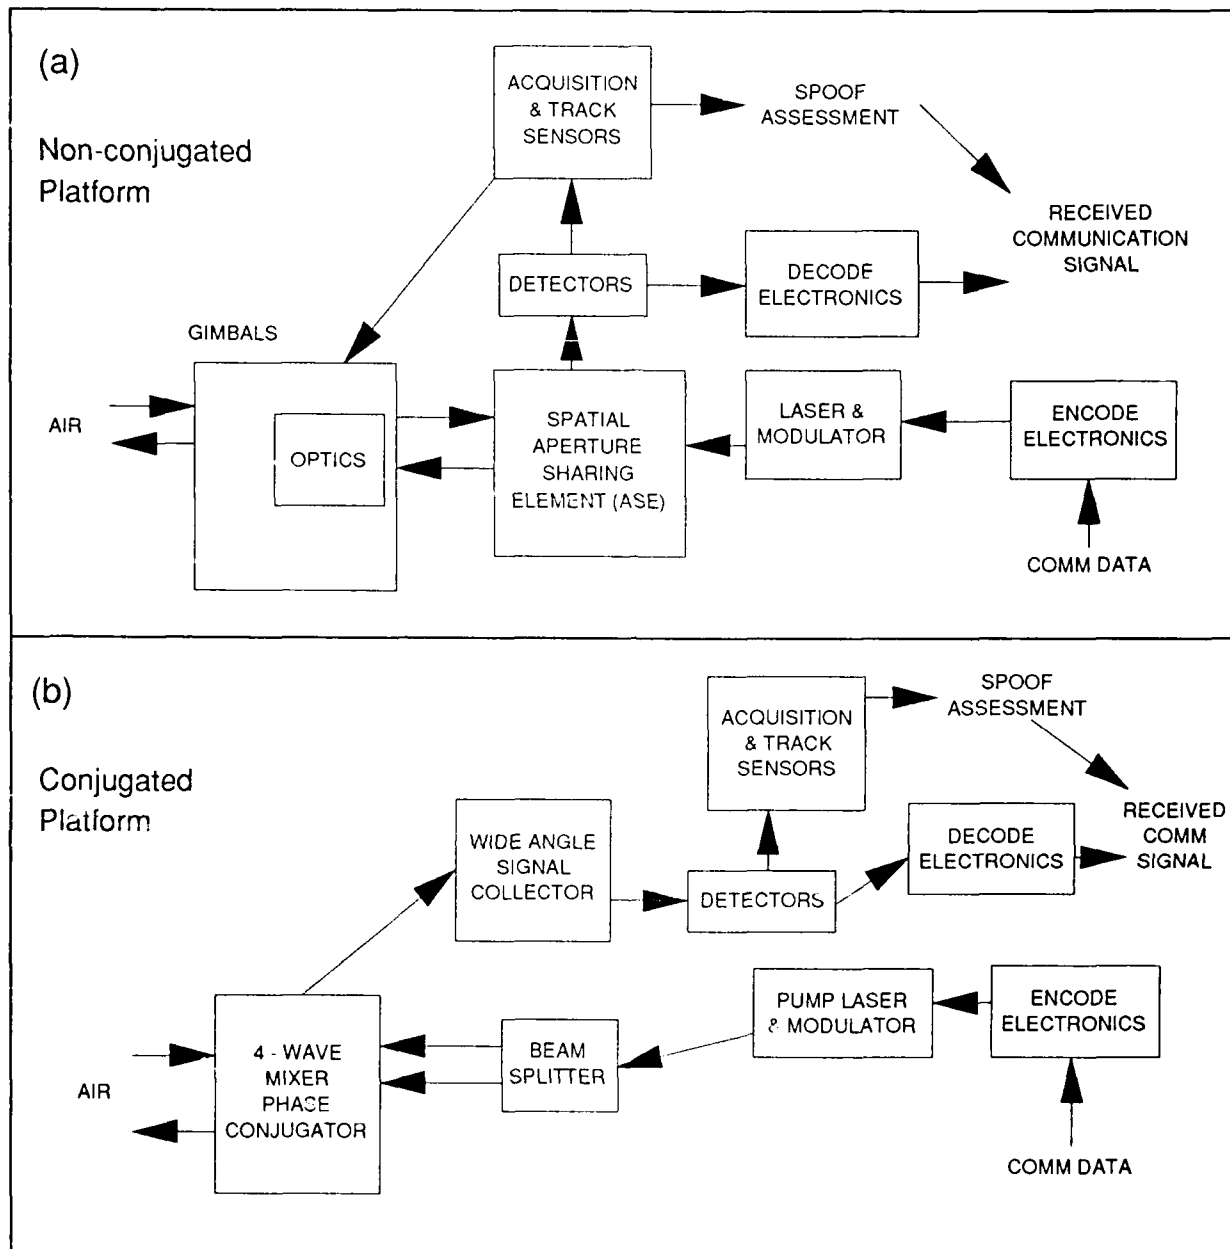 (a)
Non-conjugated
Platform
ACQUISITION
& TRACK
SENSORS
SPOOF
ASSESSMENT
RECEIVED
COMMUNICATION
SIGNAL
DETECTORS
DECODE
ELECTRONICS
GIMBALS
AIR
OPTICS
SPATIAL
APERTURE
SHARING
ELEMENT (ASE)
LASER &
MODULATOR
ENCODE
ELECTRONICS
COMM DATA
(b)
Conjugated
Platform
ACQUISITION
& TRACK
SENSORS
SPOOF
ASSESSMENT
RECEIVED
COMM
SIGNAL
WIDE ANGLE
SIGNAL
COLLECTOR
DETECTORS
DECODE
ELECTRONICS
AIR
4 - WAVE
MIXER
PHASE
CONJUGATOR
BEAM
SPLITTER
PUMP LASER
& MODULATOR
ENCODE
ELECTRONICS
COMM DATA